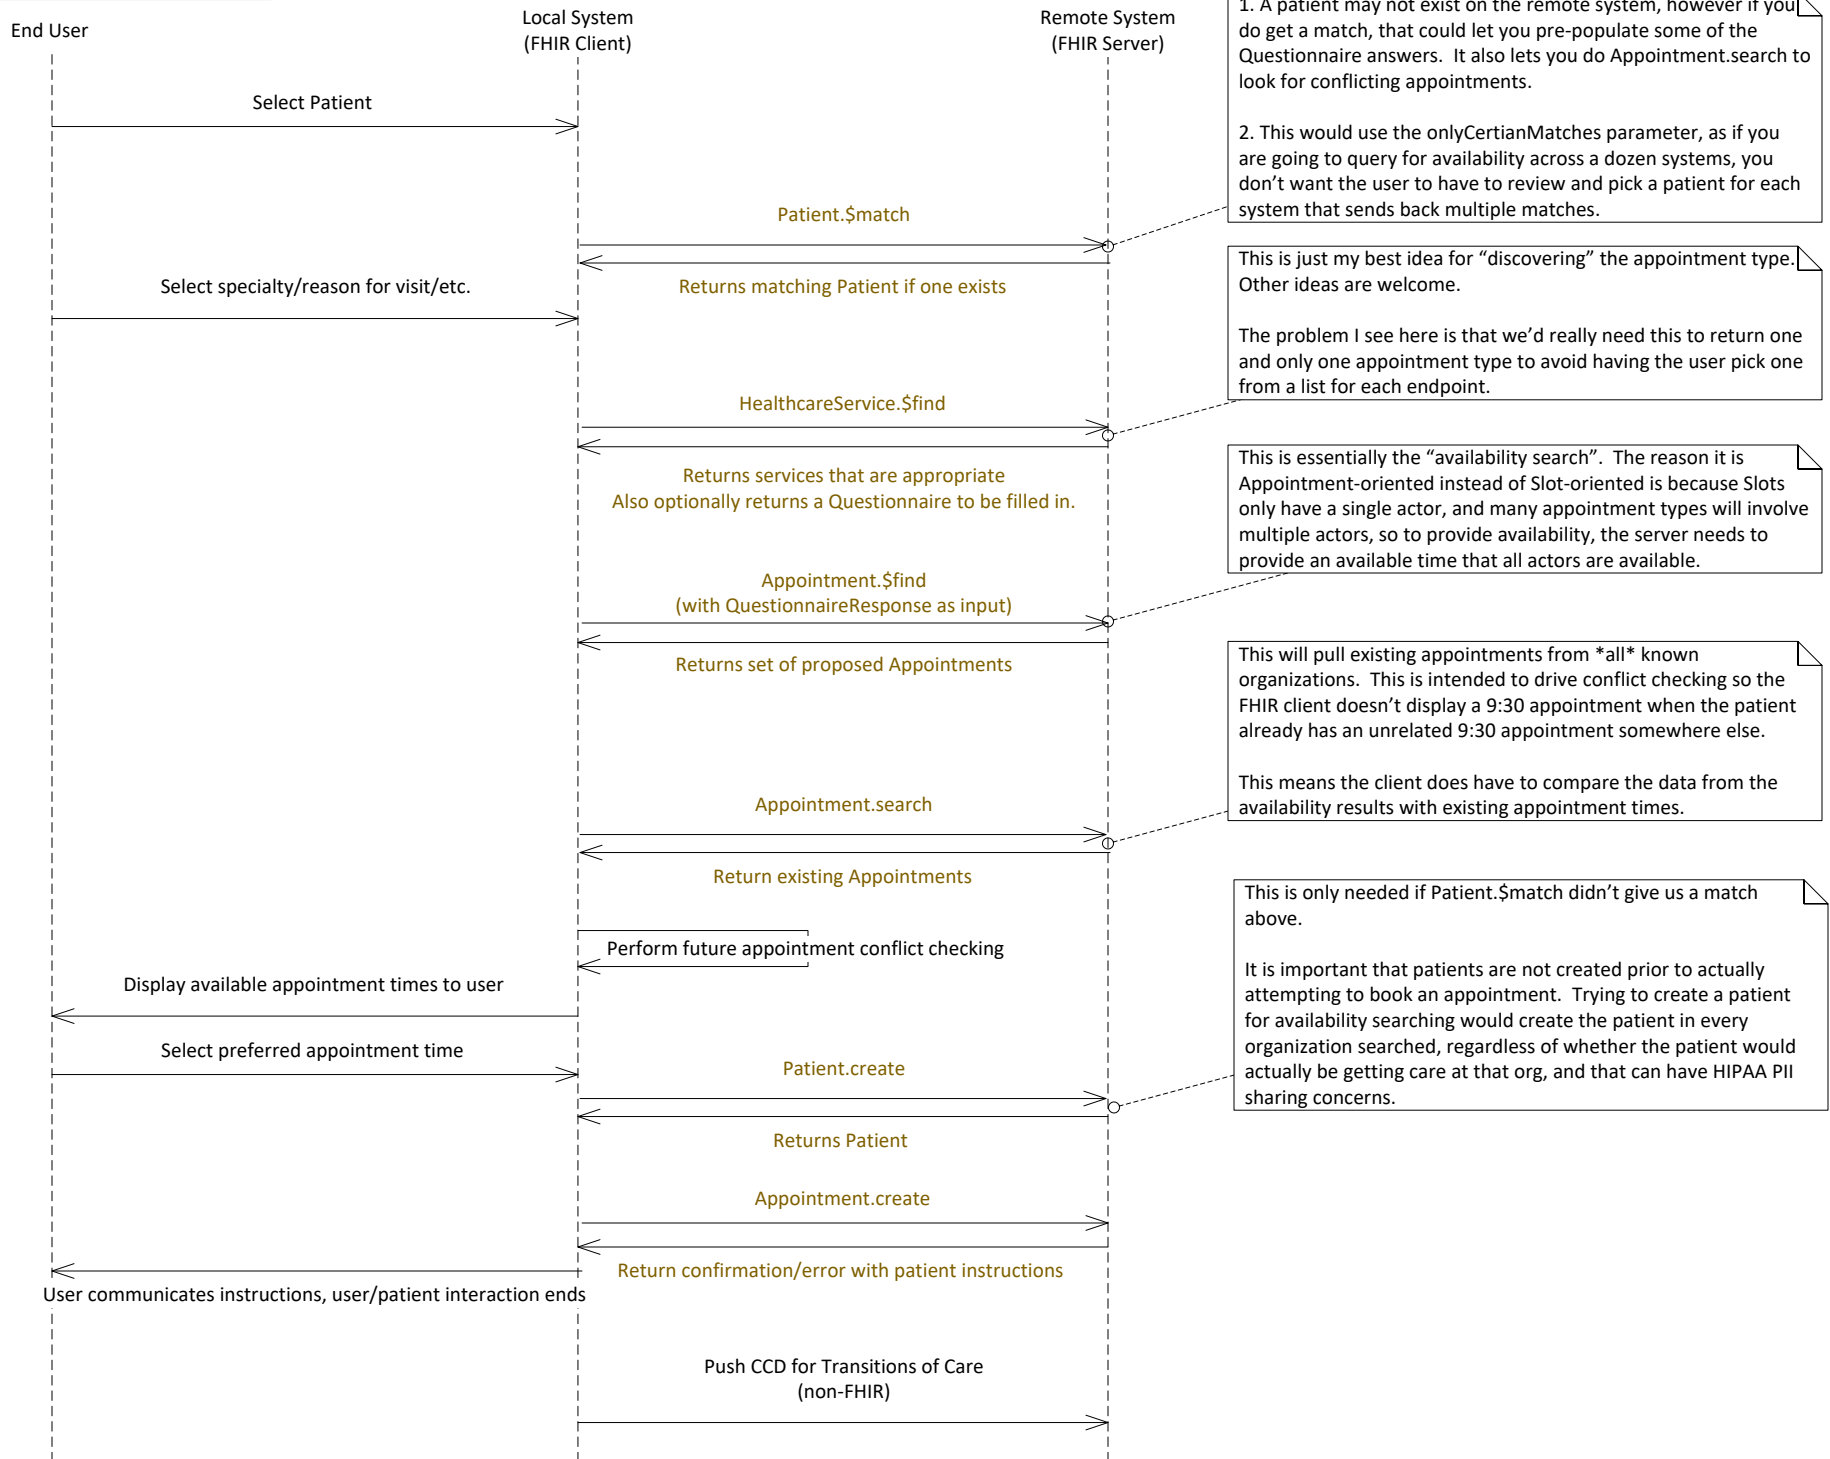 End User
Local System
(FHIR Client)
Remote System
(FHIR Server)
1. A patient may not exist on the remote system, however if you
do get a match, that could let you pre-populate some of the
Questionnaire answers.  It also lets you do Appointment.search to
look for conflicting appointments.
2. This would use the onlyCertianMatches parameter, as if you
are going to query for availability across a dozen systems, you
don’t want the user to have to review and pick a patient for each
system that sends back multiple matches.
Select Patient
Patient.$match
Returns matching Patient if one exists
Select specialty/reason for visit/etc.
This is just my best idea for “discovering” the appointment type.
Other ideas are welcome.
The problem I see here is that we’d really need this to return one
and only one appointment type to avoid having the user pick one
from a list for each endpoint.
HealthcareService.$find
Returns services that are appropriate
Also optionally returns a Questionnaire to be filled in.
This is essentially the “availability search”.  The reason it is
Appointment-oriented instead of Slot-oriented is because Slots
only have a single actor, and many appointment types will involve
multiple actors, so to provide availability, the server needs to
provide an available time that all actors are available.
Appointment.$find
(with QuestionnaireResponse as input)
Returns set of proposed Appointments
This will pull existing appointments from *all* known
organizations.  This is intended to drive conflict checking so the
FHIR client doesn’t display a 9:30 appointment when the patient
already has an unrelated 9:30 appointment somewhere else.
This means the client does have to compare the data from the
availability results with existing appointment times.
Appointment.search
Return existing Appointments
Perform future appointment conflict checking
Display available appointment times to user
Select preferred appointment time
This is only needed if Patient.$match didn’t give us a match
above.
It is important that patients are not created prior to actually
attempting to book an appointment.  Trying to create a patient
for availability searching would create the patient in every
organization searched, regardless of whether the patient would
actually be getting care at that org, and that can have HIPAA PII
sharing concerns.
Patient.create
Returns Patient
Appointment.create
Return confirmation/error with patient instructions
User communicates instructions, user/patient interaction ends
Push CCD for Transitions of Care
(non-FHIR)